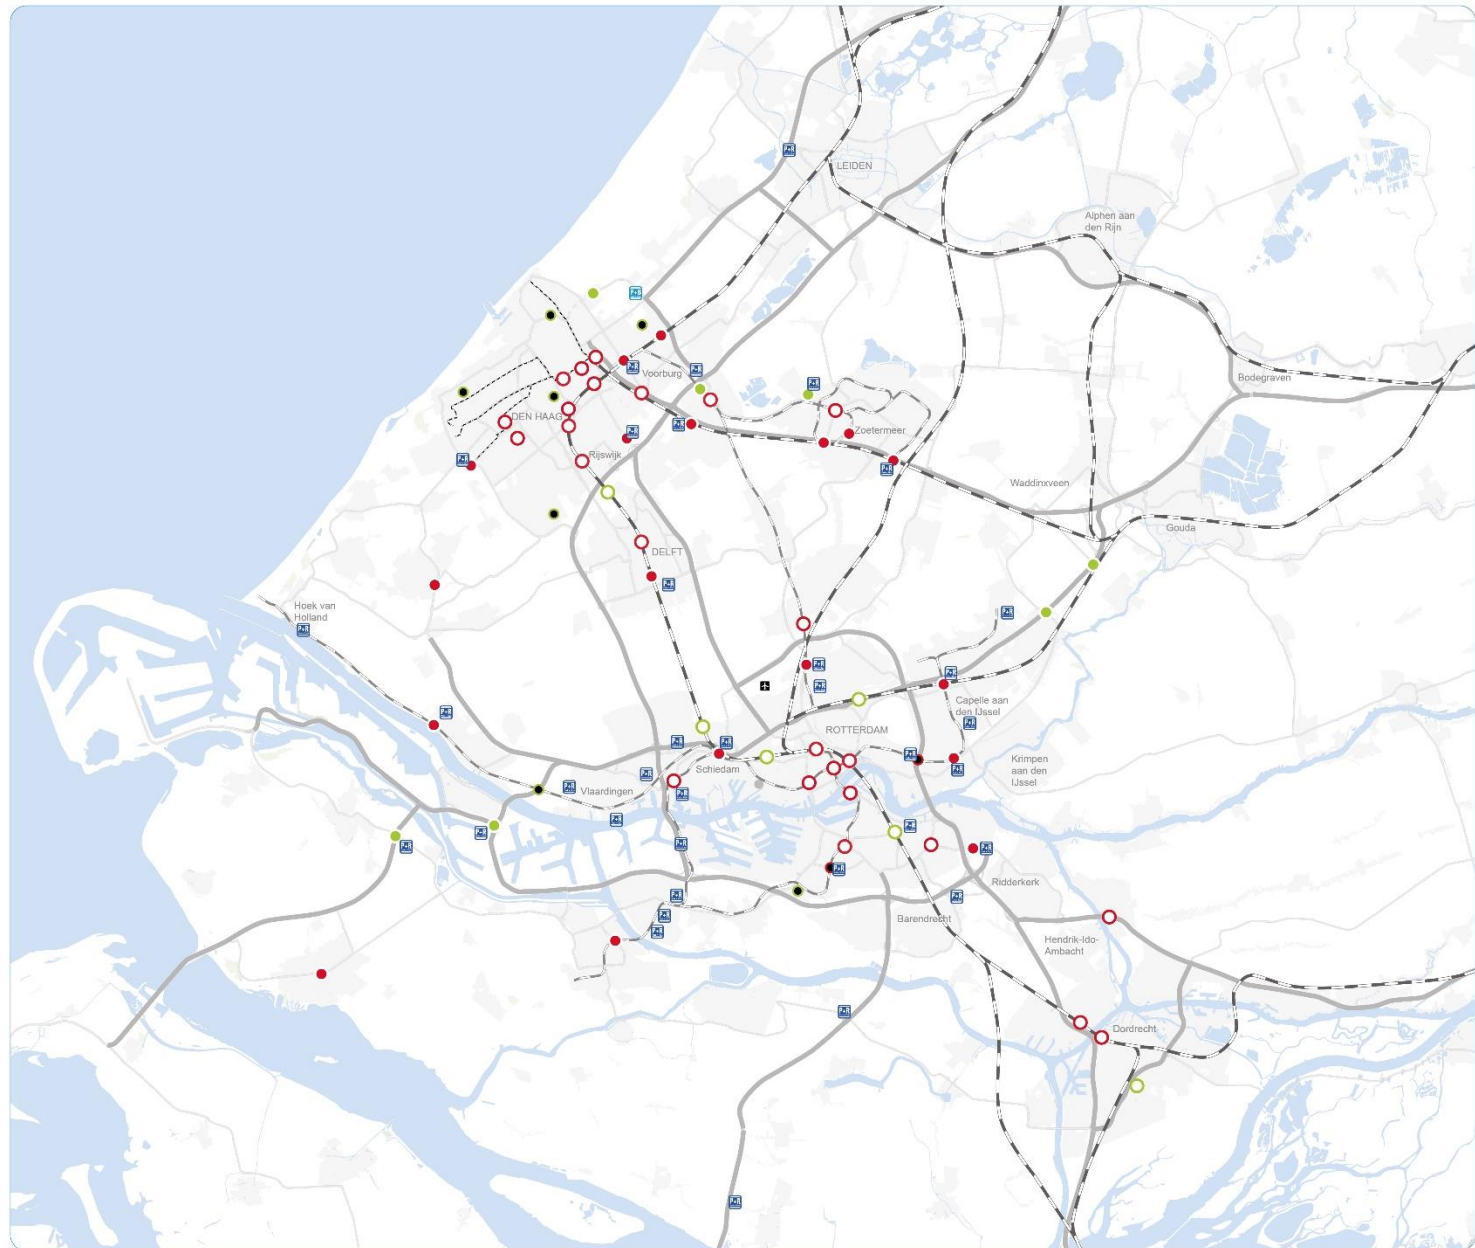 LEIDEN
Alphen aan
den Rijn
Voorburg
Bodegraven
DEN HAAG
Zoetermeer
Rijswijk
Waddinxveen
Gouda
DELFT
Hoek van
Holland
Capelle aan
den IJssel
ROTTERDAM
Schiedam
Krimpen
aan den
IJssel
Vlaardingen
Ridderkerk
Barendrecht
Hendrik-Ido-
Ambacht
Dordrecht